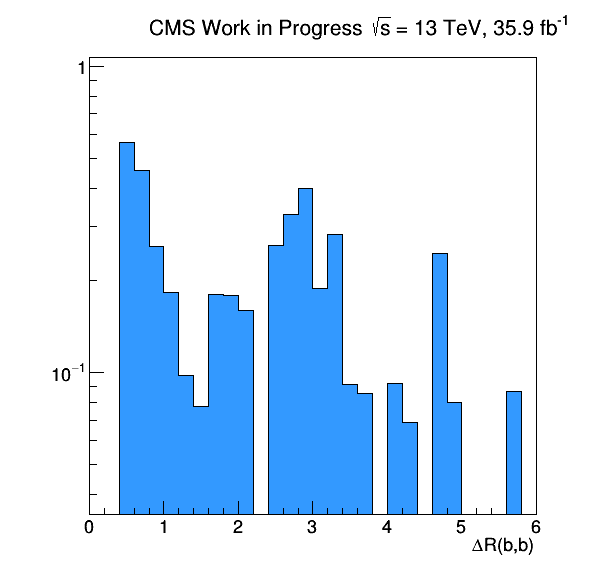 CMS Work in Progress √s = 13 TeV, 35.9 fb⁻¹
1
10⁻¹
0 1 2 3 4 5 6
ΔR(b,b)